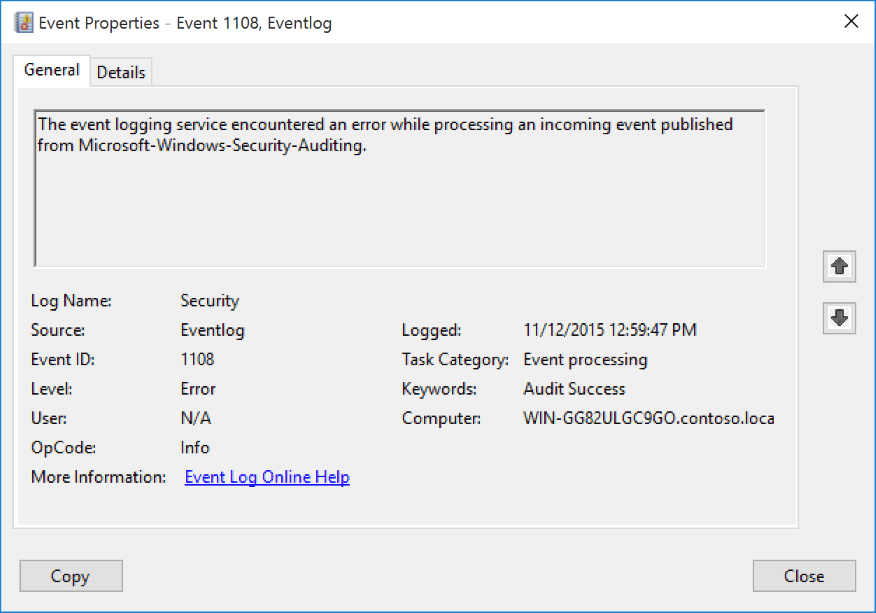 Event Properties - Event 1108, Eventlog
General
Details
The event logging service encountered an error while processing an incoming event published
from Microsoft-Windows-Security-Auditing.
Log Name: Security
Source: Eventlog Logged: 11/12/2015 12:59:47 PM
Event ID: 1108 Task Category: Event processing
Level: Error Keywords: Audit Success
User: N/A Computer: WIN-GG82ULGC9GO.contoso.loca
OpCode: Info
More Information: Event Log Online Help
Copy
Close